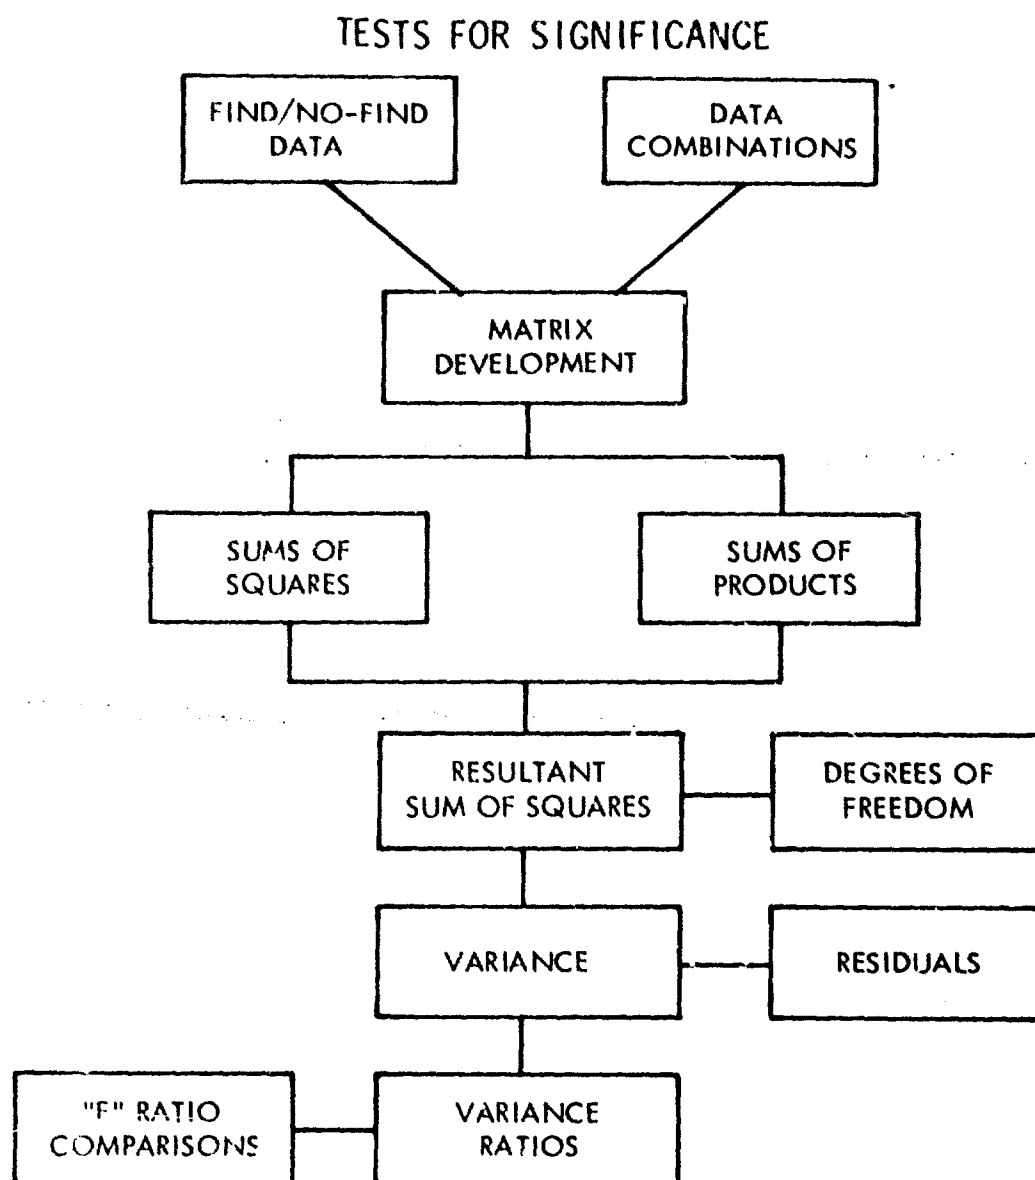 TESTS FOR SIGNIFICANCE
FIND/NO-FIND
DATA
DATA
COMBINATIONS
MATRIX
DEVELOPMENT
SUMS OF
SQUARES
SUMS OF
PRODUCTS
RESULTANT
SUM OF SQUARES
DEGREES OF
FREEDOM
VARIANCE
RESIDUALS
"F" RATIO
COMPARISONS
VARIANCE
RATIOS